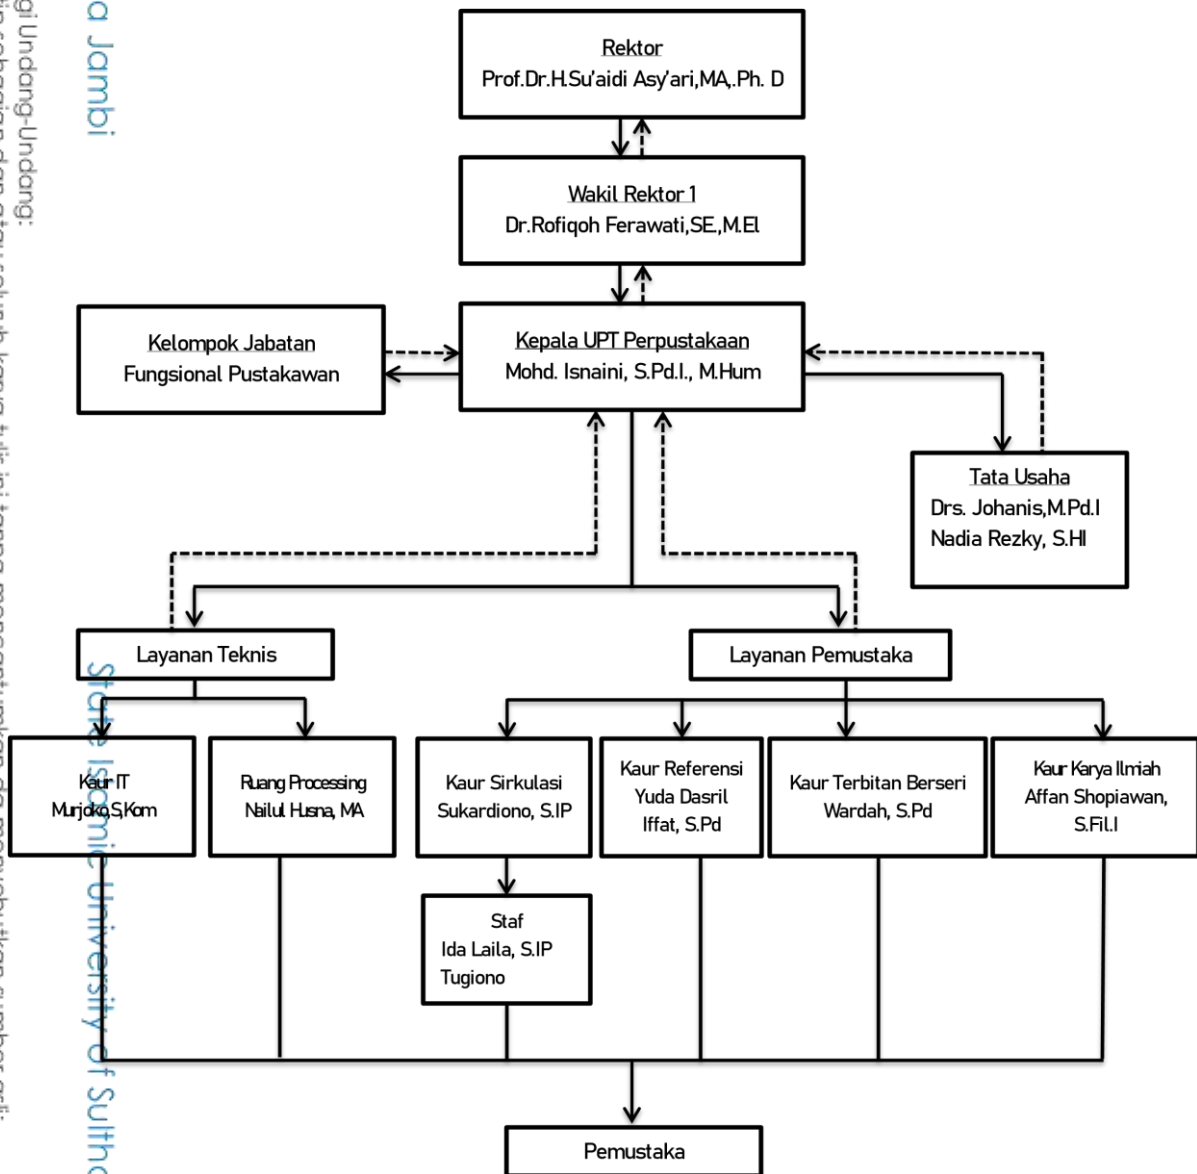 a Jambi
gi Undang-Undang:
State Islamic University of Sultha
Rektor
Prof.Dr.H.Su'aidi Asy'ari,MA,.Ph. D
Wakil Rektor 1
Dr.Rofiqoh Ferawati,SE.,M.EI
Kelompok Jabatan
Fungsional Pustakawan
Kepala UPT Perpustakaan
Mohd. Isnaini, S.Pd.I., M.Hum
Tata Usaha
Drs. Johanis,M.Pd.I
Nadia Rezky, S.HI
Layanan Teknis
Layanan Pemustaka
Kaur IT
Murjoko,S,Kom
Ruang Processing
Nailul Husna, MA
Kaur Sirkulasi
Sukardiono, S.IP
Kaur Referensi
Yuda Dasril
Iffat, S.Pd
Kaur Terbitan Berseri
Wardah, S.Pd
Kaur Karya Ilmiah
Affan Shopiawan,
S.Fil.I
Staf
Ida Laila, S.IP
Tugiono
Pemustaka